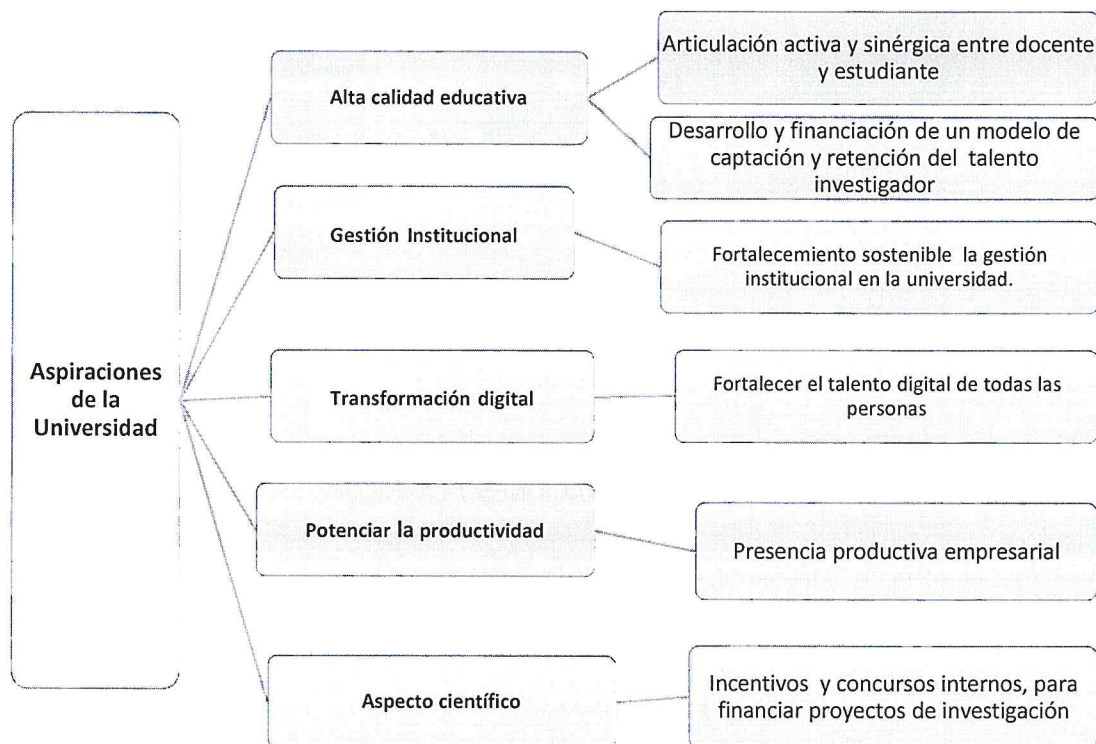 Aspiraciones
de la
Universidad
Alta calidad educativa
Articulación activa y sinérgica entre docente
y estudiante
Desarrollo y financiación de un modelo de
captación y retención del talento
investigador
Gestión Institucional
Fortalecemiento sostenible la gestión
institucional en la universidad.
Transformación digital
Fortalecer el talento digital de todas las
personas
Potenciar la productividad
Presencia productiva empresarial
Aspecto científico
Incentivos y concursos internos, para
financiar proyectos de investigación